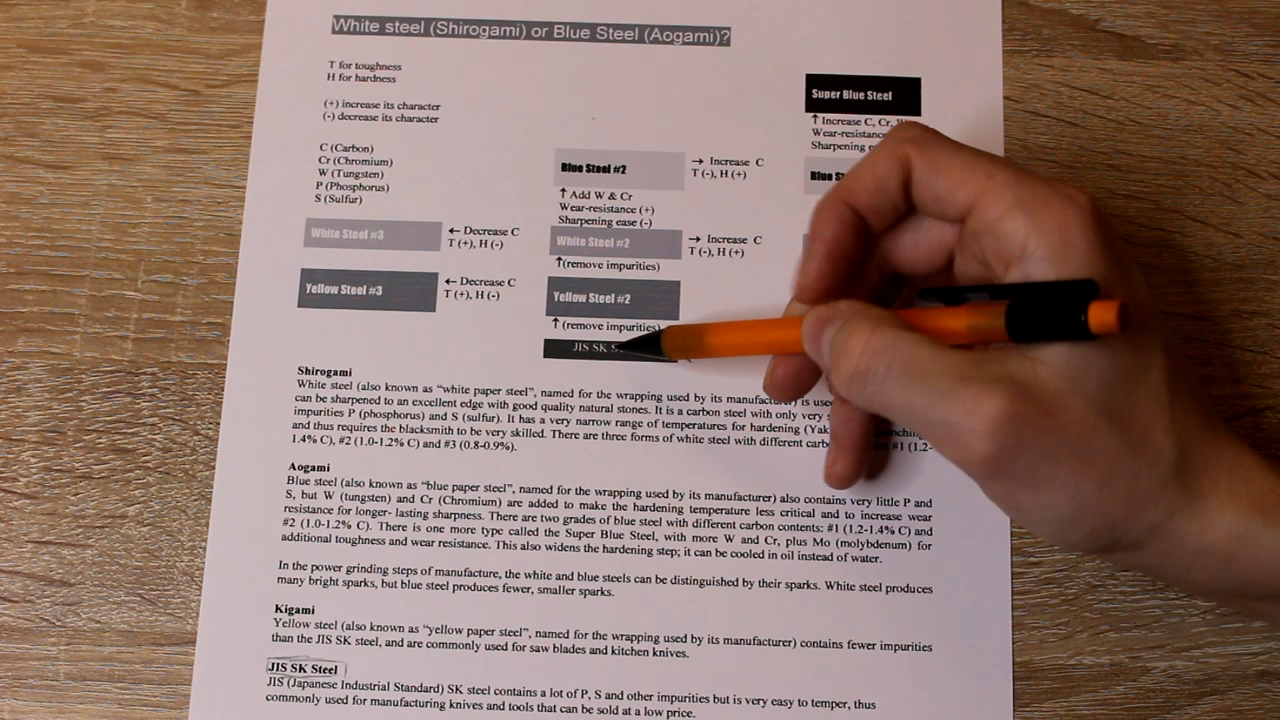 White steel (Shirogami) or Blue Steel (Aogami)?
T for toughness
H for hardness
(+) increase its character
(-) decrease its character
C (Carbon)
Cr (Chromium)
W (Tungsten)
P (Phosphorus)
S (Sulfur)
Super Blue Steel
↑ Increase C, Cr,
Wear-resistance
Sharpening
Blue Steel #2
→ Increase C
T (-), H (+)
↑ Add W & Cr
Wear-resistance (+)
Sharpening ease (-)
White Steel #3
← Decrease C
T (+), H (-)
White Steel #2
→ Increase C
T (-), H (+)
↑(remove impurities)
Yellow Steel #3
← Decrease C
T (+), H (-)
Yellow Steel #2
↑ (remove impurities)
JIS SK
Shirogami
White steel (also known as “white paper steel”, named for the wrapping used by its manufacturer) is
can be sharpened to an excellent edge with good quality natural stones. It is a carbon steel with only very
impurities P (phosphorus) and S (sulfur). It has a very narrow range of temperatures for hardening
and thus requires the blacksmith to be very skilled. There are three forms of white steel with different #1 (1.2-
1.4% C), #2 (1.0-1.2% C) and #3 (0.8-0.9%).
Aogami
Blue steel (also known as “blue paper steel”, named for the wrapping used by its manufacturer) also contains very little P and
S, but W (tungsten) and Cr (Chromium) are added to make the hardening temperature less critical and to increase wear
resistance for longer- lasting sharpness. There are two grades of blue steel with different carbon contents: #1 (1.2-1.4% C) and
#2 (1.0-1.2% C). There is one more type called the Super Blue Steel, with more W and Cr, plus Mo (molybdenum) for
additional toughness and wear resistance. This also widens the hardening step; it can be cooled in oil instead of water.
In the power grinding steps of manufacture, the white and blue steels can be distinguished by their sparks. White steel produces
many bright sparks, but blue steel produces fewer, smaller sparks.
Kigami
Yellow steel (also known as “yellow paper steel”, named for the wrapping used by its manufacturer) contains fewer impurities
than the JIS SK steel, and are commonly used for saw blades and kitchen knives.
JIS SK Steel
JIS (Japanese Industrial Standard) SK steel contains a lot of P, S and other impurities but is very easy to temper, thus
commonly used for manufacturing knives and tools that can be sold at a low price.